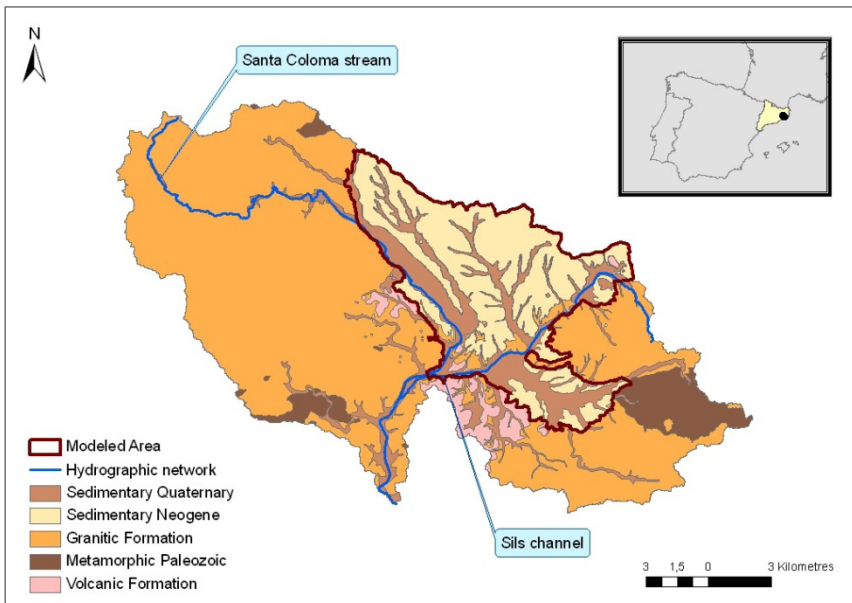 N
Santa Coloma stream
Modeled Area
Hydrographic network
Sedimentary Quaternary
Sedimentary Neogene
Granitic Formation
Metamorphic Paleozoic
Volcanic Formation
Sils channel
3 1,5 0 3 Kilometres